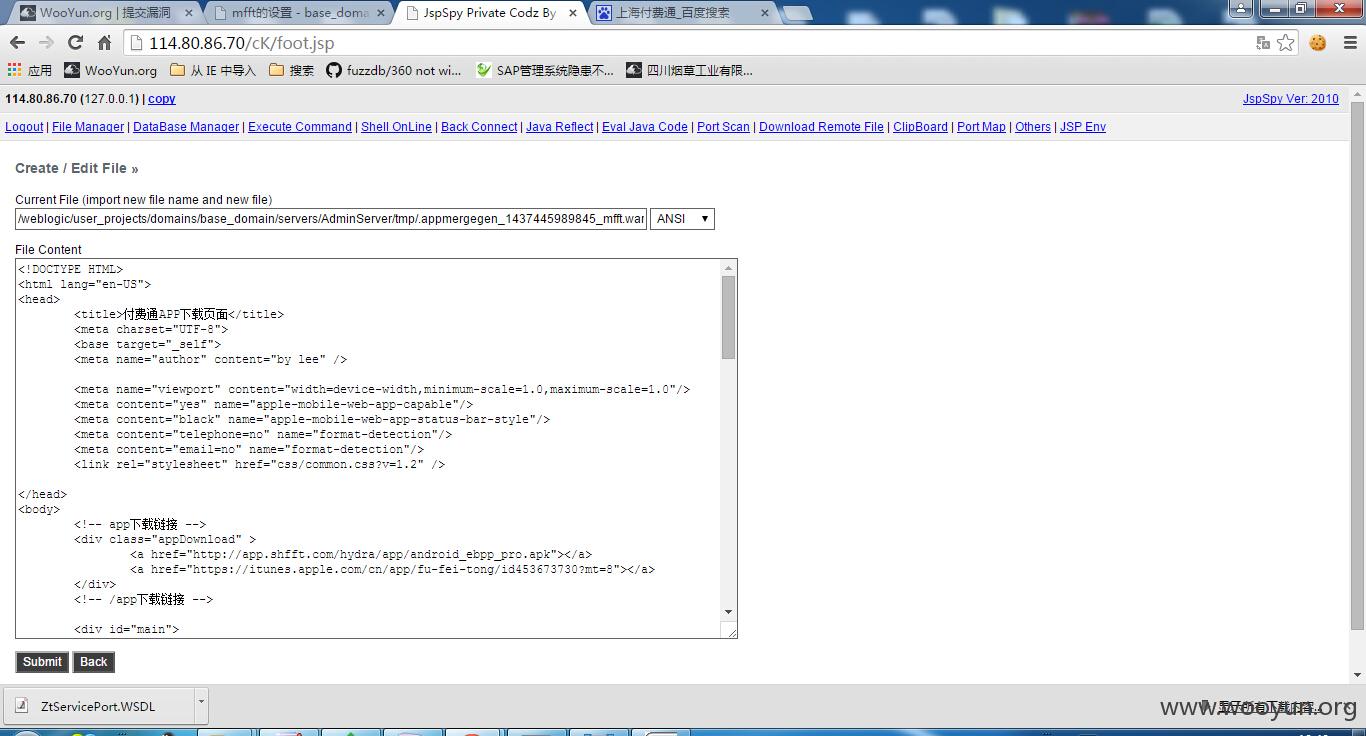 WooYun.org | 提交漏洞
mfft的设置 - base_doma
JspSpy Private Codz By
上海付费通_百度搜索
114.80.86.70/cK/foot.jsp
应用
WooYun.org
从 IE 中导入
搜索
fuzzdb/360 not wi...
SAP管理系统隐患不...
四川烟草工业有限...
114.80.86.70 (127.0.0.1) | copy
JspSpy Ver: 2010
Logout | File Manager | DataBase Manager | Execute Command | Shell OnLine | Back Connect | Java Reflect | Eval Java Code | Port Scan | Download Remote File | ClipBoard | Port Map | Others | JSP Env
Create / Edit File »
Current File (import new file name and new file)
/weblogic/user_projects/domains/base_domain/servers/AdminServer/tmp/.appmergegen_1437445989845_mfft.war
ANSI
File Content
<!DOCTYPE HTML>
<html lang="en-US">
<head>
<title>付费通APP下载页面</title>
<meta charset="UTF-8">
<base target="_self">
<meta name="author" content="by lee" />
<meta name="viewport" content="width=device-width,minimum-scale=1.0,maximum-scale=1.0"/>
<meta content="yes" name="apple-mobile-web-app-capable"/>
<meta content="black" name="apple-mobile-web-app-status-bar-style"/>
<meta content="telephone=no" name="format-detection"/>
<meta content="email=no" name="format-detection"/>
<link rel="stylesheet" href="css/common.css?v=1.2" />
</head>
<body>
<!-- app下载链接 -->
<div class="appDownload" >
<a href="http://app.shfft.com/hydra/app/android_ebpp_pro.apk"></a>
<a href="https://itunes.apple.com/cn/app/fu-fei-tong/id453673730?mt=8"></a>
</div>
<!-- /app下载链接 -->
<div id="main">
Submit
Back
ZtServicePort.WSDL
显示所有下载内容...
www.wooyun.org